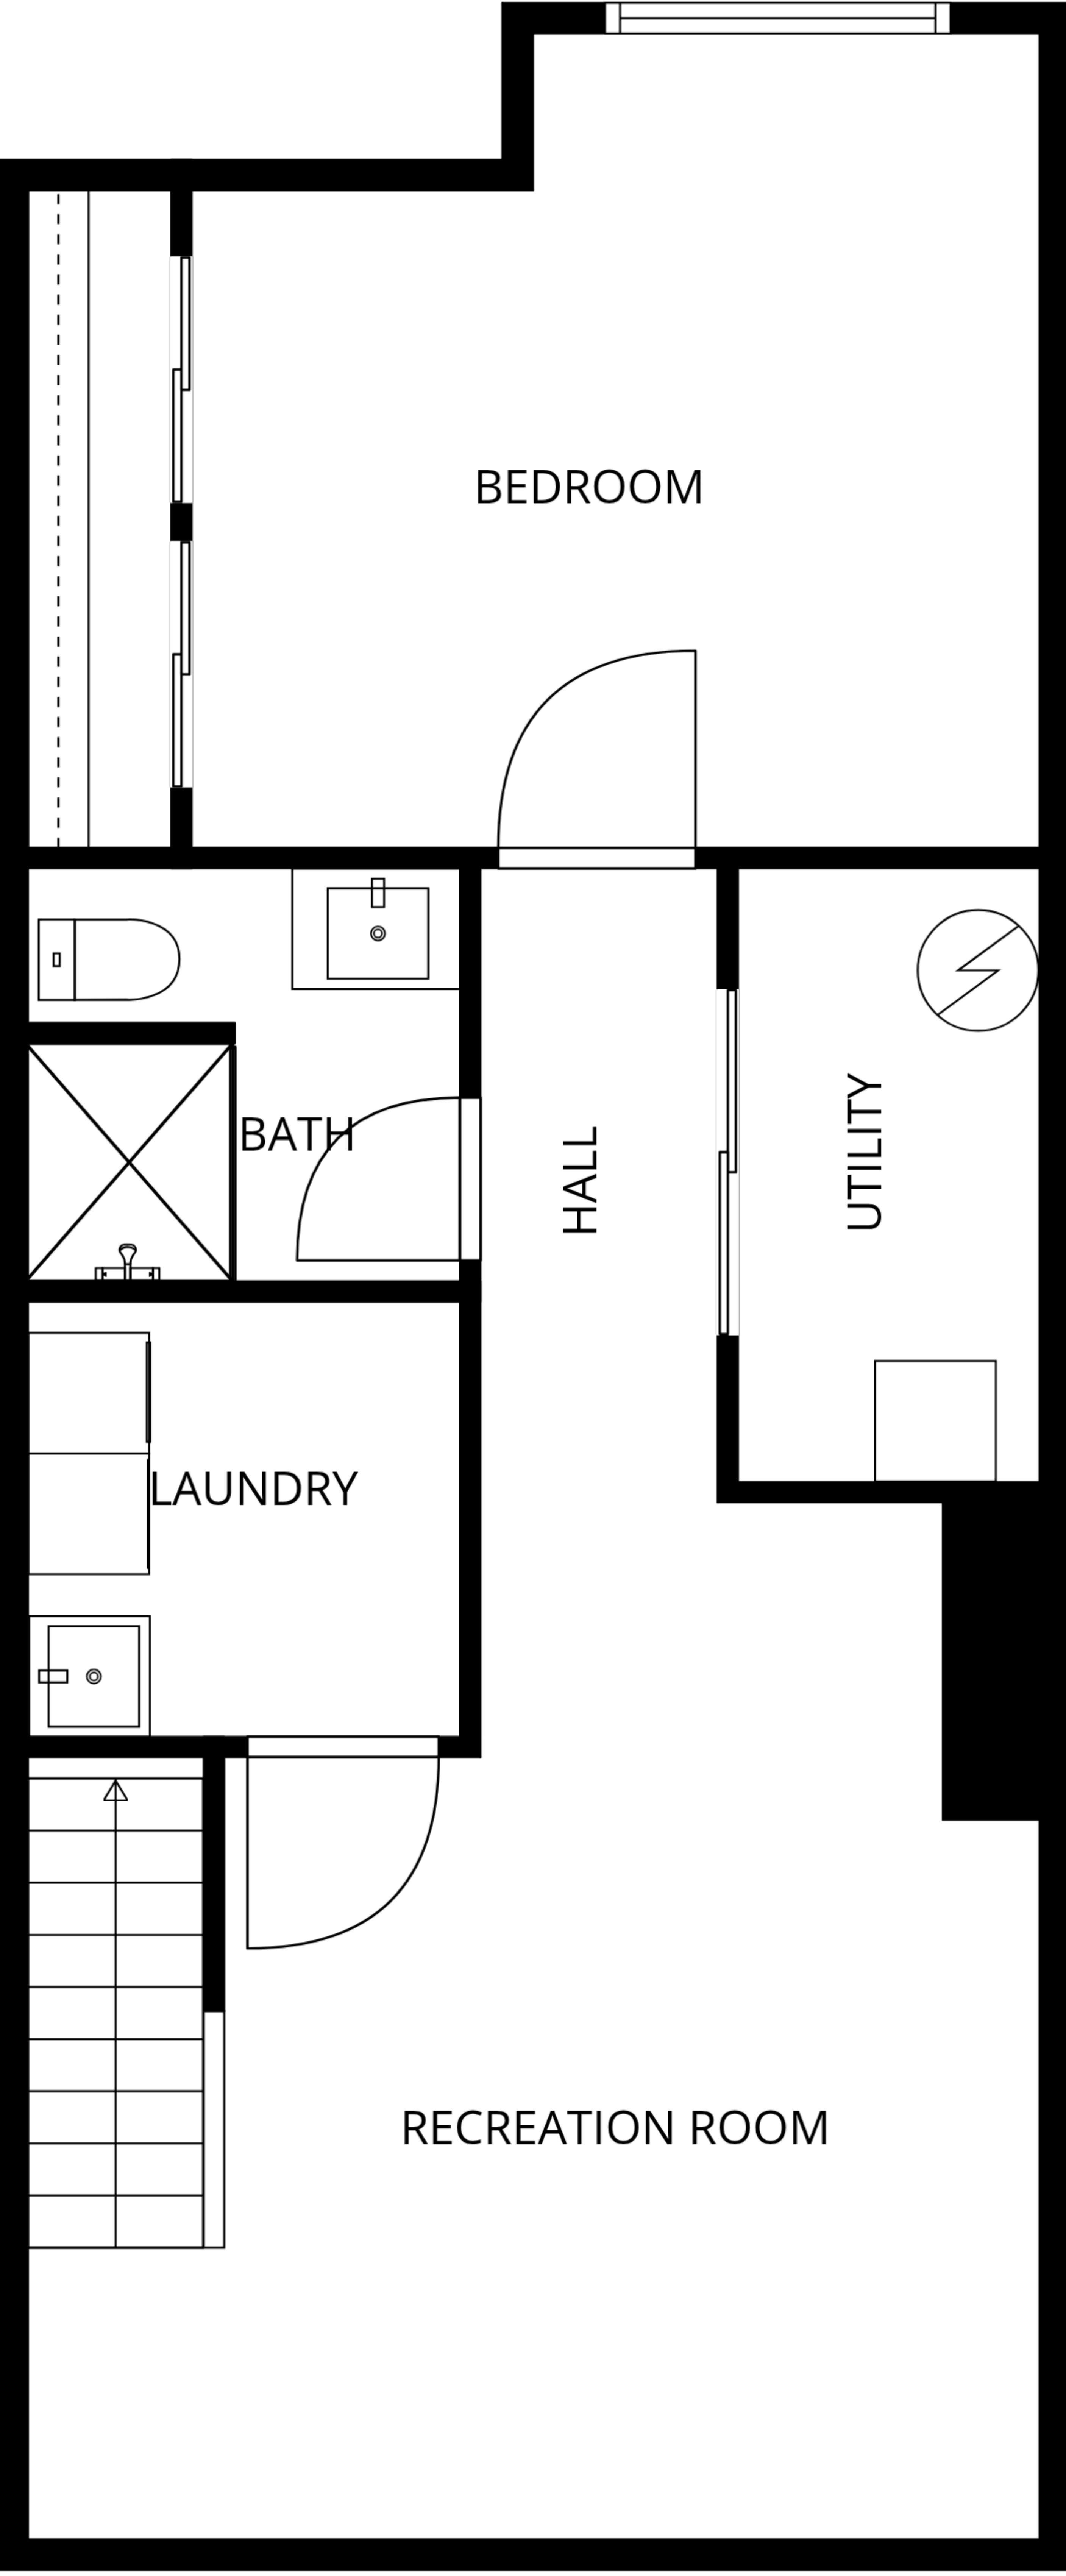 BEDROOM
BATH
HALL
UTILITY
LAUNDRY
RECREATION ROOM